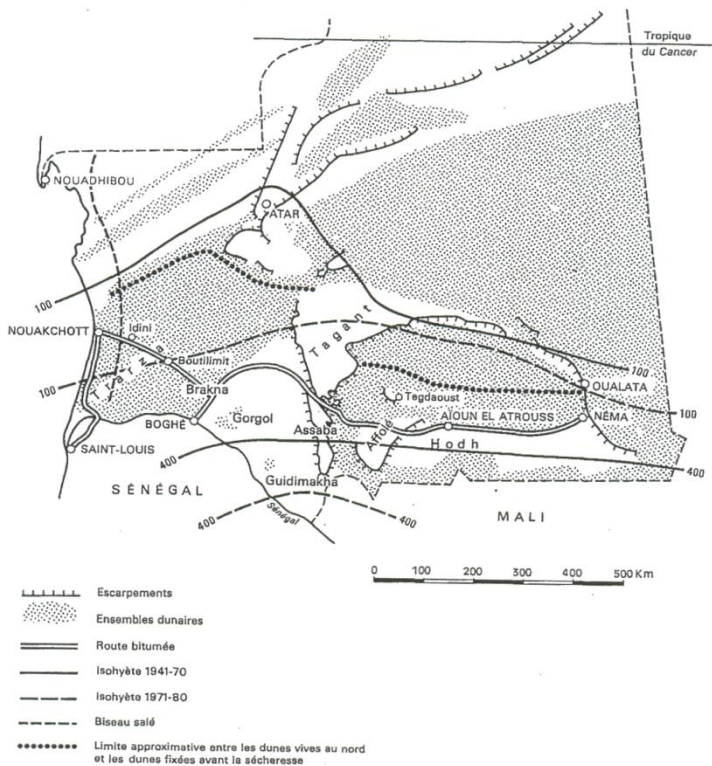 Tropique
du Cancer
NOUADHIBOU
ATAR
100
NOUAKCHOTT
Idini
Tagant
100
Boutilimit
Trarza
100
OUALATA
Brakna
Tegdaoust
100
BOGHÉ
Gorgol
Assaba
Affolé
AÏOUN EL ATROUSS
NÉMA
SAINT-LOUIS
400
Hodh
400
Guidimakha
SÉNÉGAL
400
Sénégal
400
MALI
0 100 200 300 400 500 Km
Escarpements
Ensembles dunaires
Route bitumée
Isohyète 1941-70
Isohyète 1971-80
Biseau salé
Limite approximative entre les dunes vives au nord
et les dunes fixées avant la sécheresse